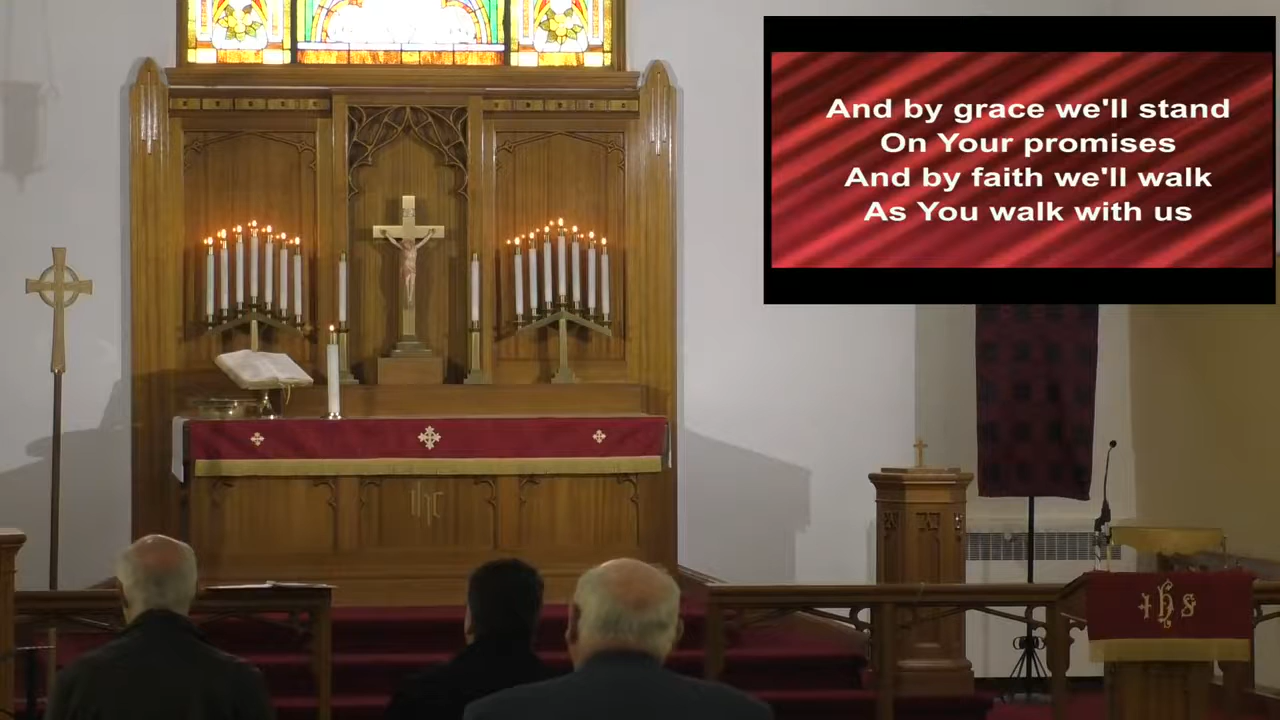 And by grace we'll stand
On Your promises
And by faith we'll walk
As You walk with us
ihc
IHS